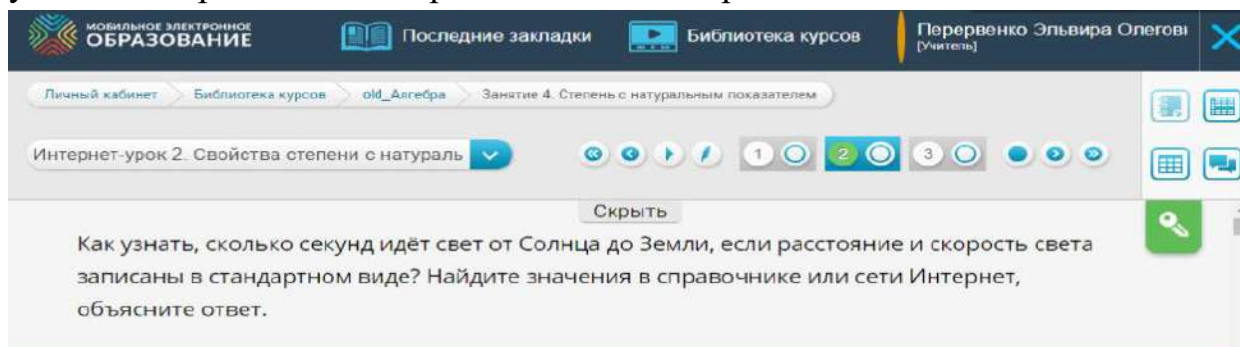 МОБИЛЬНОЕ ЭЛЕКТРОННОЕ
ОБРАЗОВАНИЕ
Последние закладки
Библиотека курсов
Перервенко Эльвира Олегові
[Учитель]
Личный кабинет
Библиотека курсов
old_Алгебра
Занятие 4. Степень с натуральным показателем
Интернет-урок 2. Свойства степени с натураль
1
2
3
Скрыть
Как узнать, сколько секунд идёт свет от Солнца до Земли, если расстояние и скорость света
записаны в стандартном виде? Найдите значения в справочнике или сети Интернет,
объясните ответ.